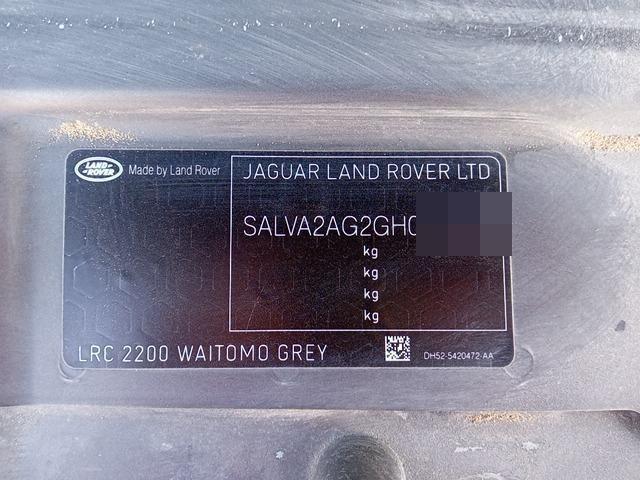 LAND-
ROVER
Made by Land Rover
JAGUAR LAND ROVER LTD
SALVA2AG2GH
kg
kg
kg
kg
LRC 2200 WAITOMO GREY
DH52-5420472-AA